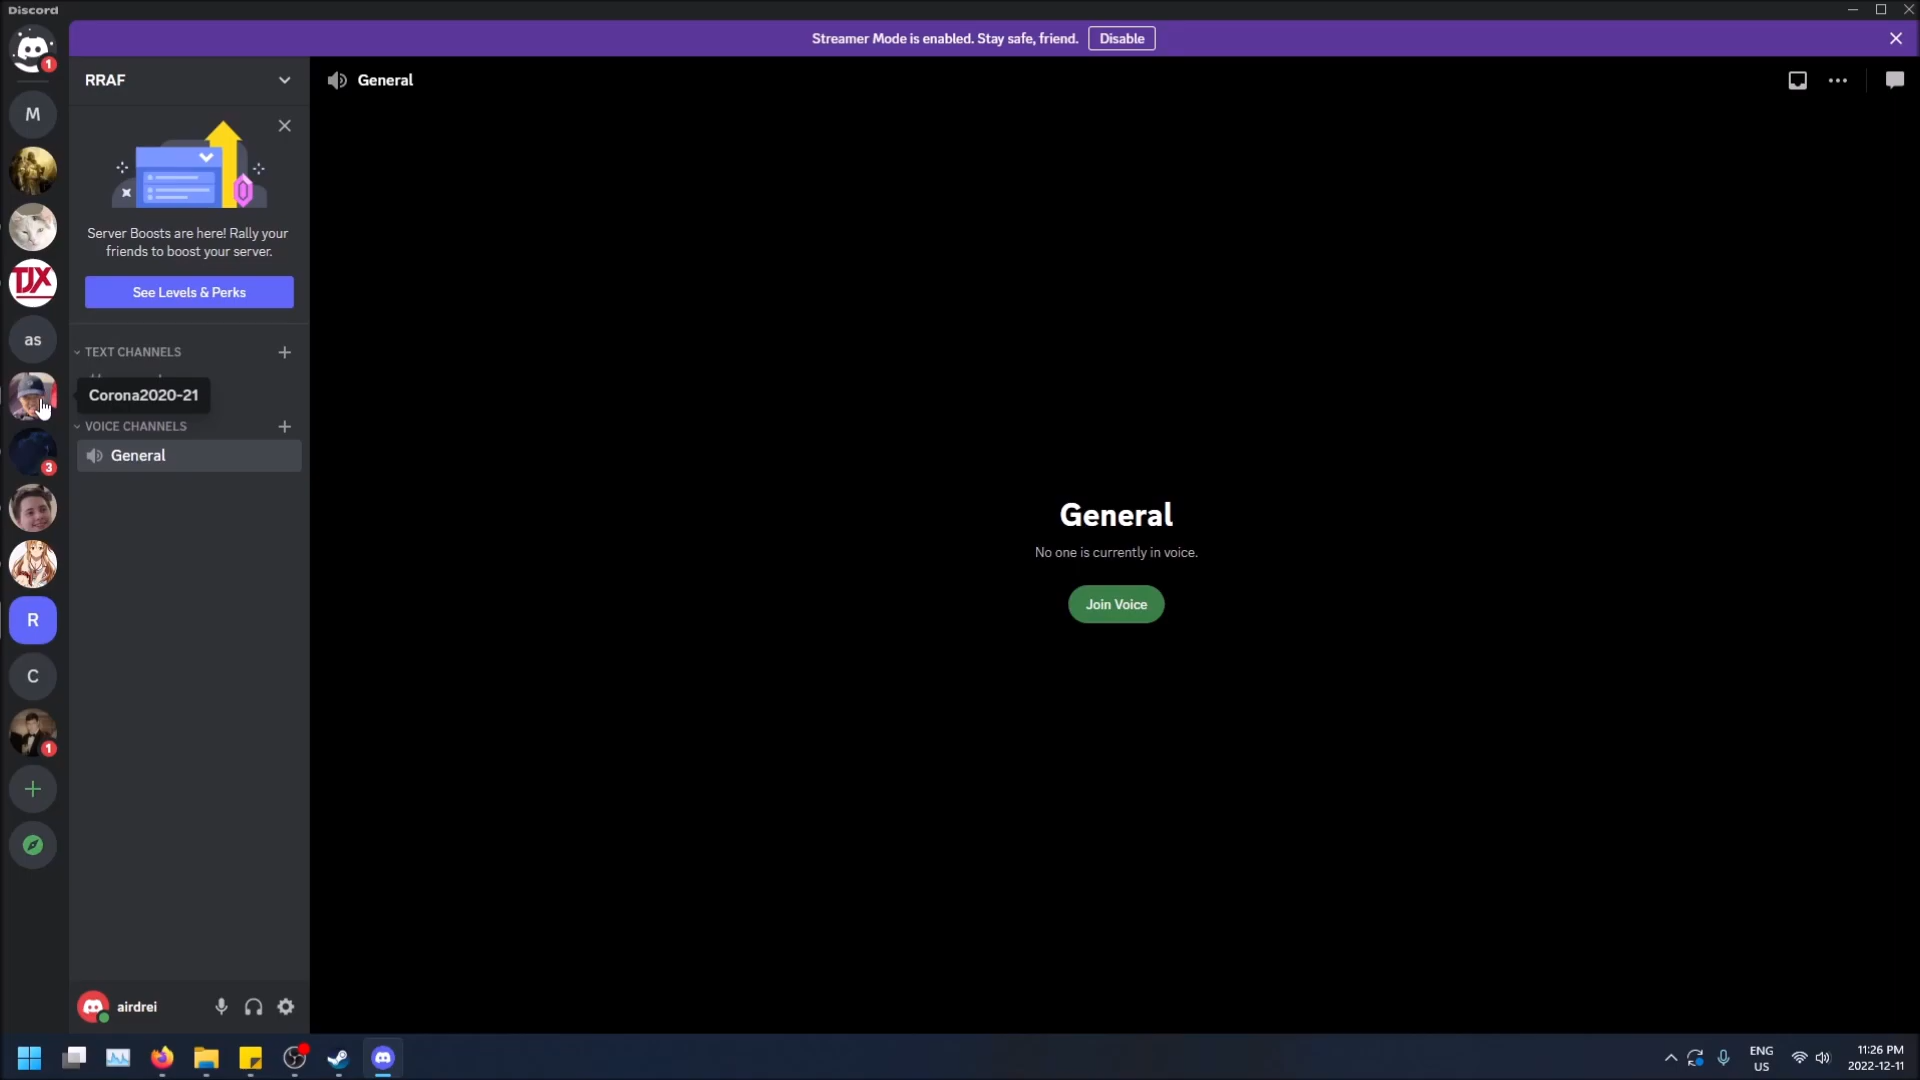 Discord
Streamer Mode is enabled. Stay safe, friend.
Disable
1
RRAF
General
M
Server Boosts are here! Rally your
friends to boost your server.
See Levels & Perks
TJX
as
TEXT CHANNELS
Corona2020-21
VOICE CHANNELS
General
3
General
No one is currently in voice.
Join Voice
R
C
1
airdrei
ENG
US
11:26 PM
2022-12-11